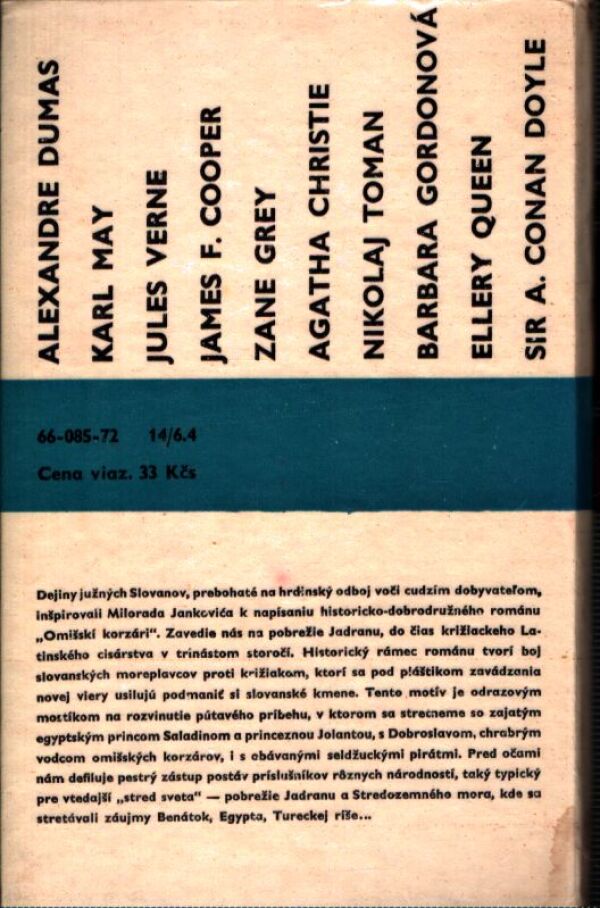 ALEXANDRE DUMAS
KARL MAY
JULES VERNE
JAMES F. COOPER
ZANE GREY
AGATHA CHRISTIE
NIKOLAJ TOMAN
BARBARA GORDONOVÁ
ELLERY QUEEN
SIR A. CONAN DOYLE
66-085-72 14/6.4
Cena viaz. 33 Kčs
Dejiny južných Slovanov, prebohaté na hrdinský odboj voči cudzím dobyvateľom,
inšpirovali Milorada Jankovića k napísaniu historicko-dobrodružného románu
„Omišskí korzári“. Zavedie nás na pobrežie Jadranu, do čias križiackeho La-
tinského cisárstva v trinástom storočí. Historický rámec románu tvorí boj
slovanských moreplavcov proti križiakom, ktorí sa pod plášťikom zavádzania
novej viery usilujú podmaniť si slovanské kmene. Tento motív je odrazovým
mostíkom na rozvinutie pútavého príbehu, v ktorom sa stretneme so zajatým
egyptským princom Saladinom a princeznou Jolantou, s Dobroslavom, chrabrým
vodcom omišských korzárov, i s obávanými seldžuckými pirátmi. Pred očami
nám defiluje pestrý zástup postáv príslušníkov rôznych národností, taký typický
pre vtedajší „stred sveta“ — pobrežie Jadranu a Stredozemného mora, kde sa
stretávali záujmy Benátok, Egypta, Tureckej ríše...